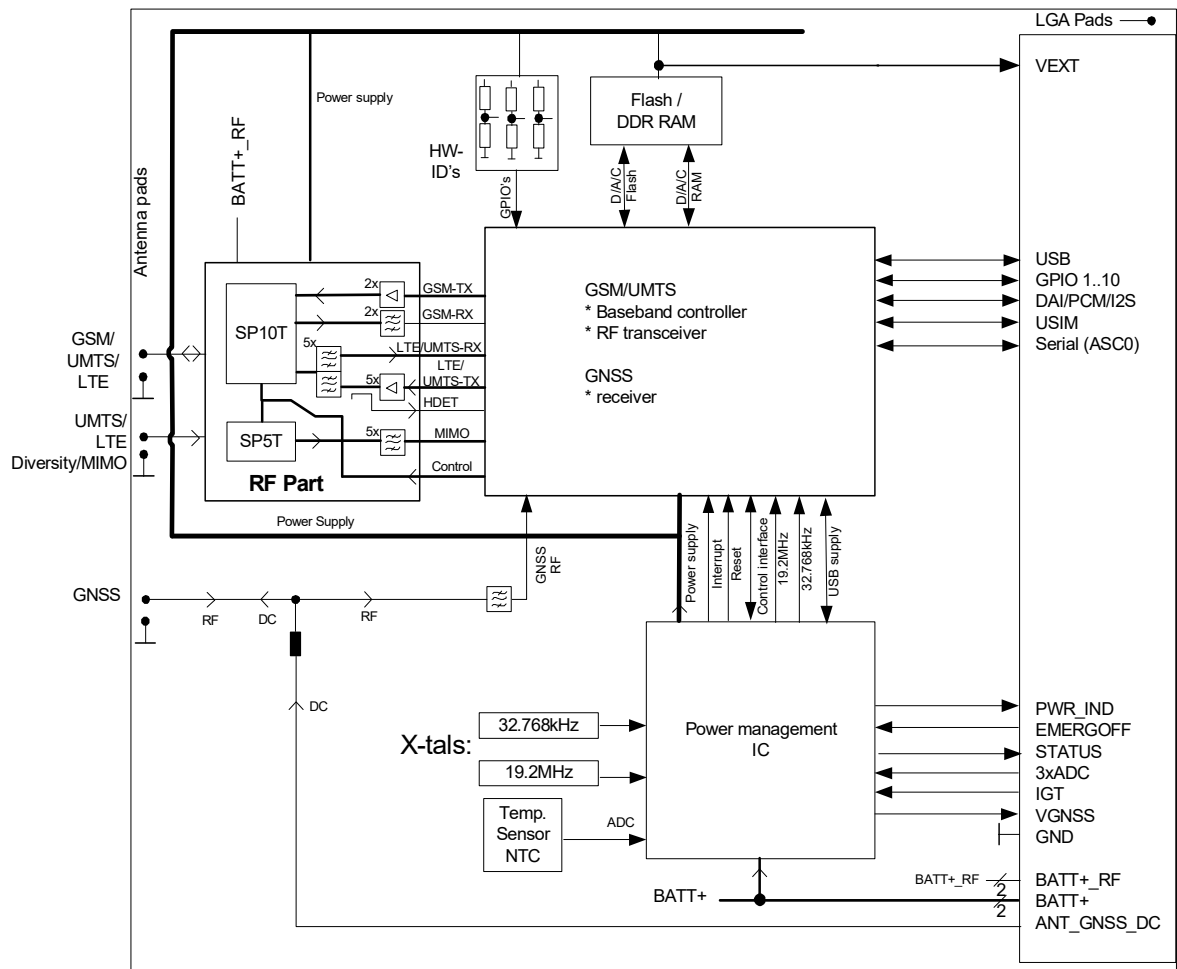 LGA Pads
VEXT
Power supply
Flash /
DDR RAM
BATT+_RF
HW-
ID's
Antenna pads
GPIO's
D/A/C
Flash
D/A/C
RAM
USB
GPIO 1..10
DAI/PCM/I2S
USIM
Serial (ASC0)
GSM/UMTS
* Baseband controller
* RF transceiver
GNSS
* receiver
2x
GSM-TX
2x
GSM-RX
SP10T
5x
LTE/UMTS-RX
LTE/
UMTS-TX
5x
HDET
SP5T
5x
MIMO
Control
RF Part
GSM/
UMTS/
LTE
UMTS/
LTE
Diversity/MIMO
Power Supply
GNSS
RF
Power supply
Interrupt
Reset
Control interface
19.2MHz
32.768kHz
USB supply
GNSS
RF
DC
RF
DC
X-tals:
32.768kHz
19.2MHz
Temp.
Sensor
NTC
ADC
Power management
IC
PWR_IND
EMERGOFF
STATUS
3xADC
IGT
VGNSS
GND
BATT+_RF
2
BATT+_RF
BATT+
2
BATT+
ANT_GNSS_DC